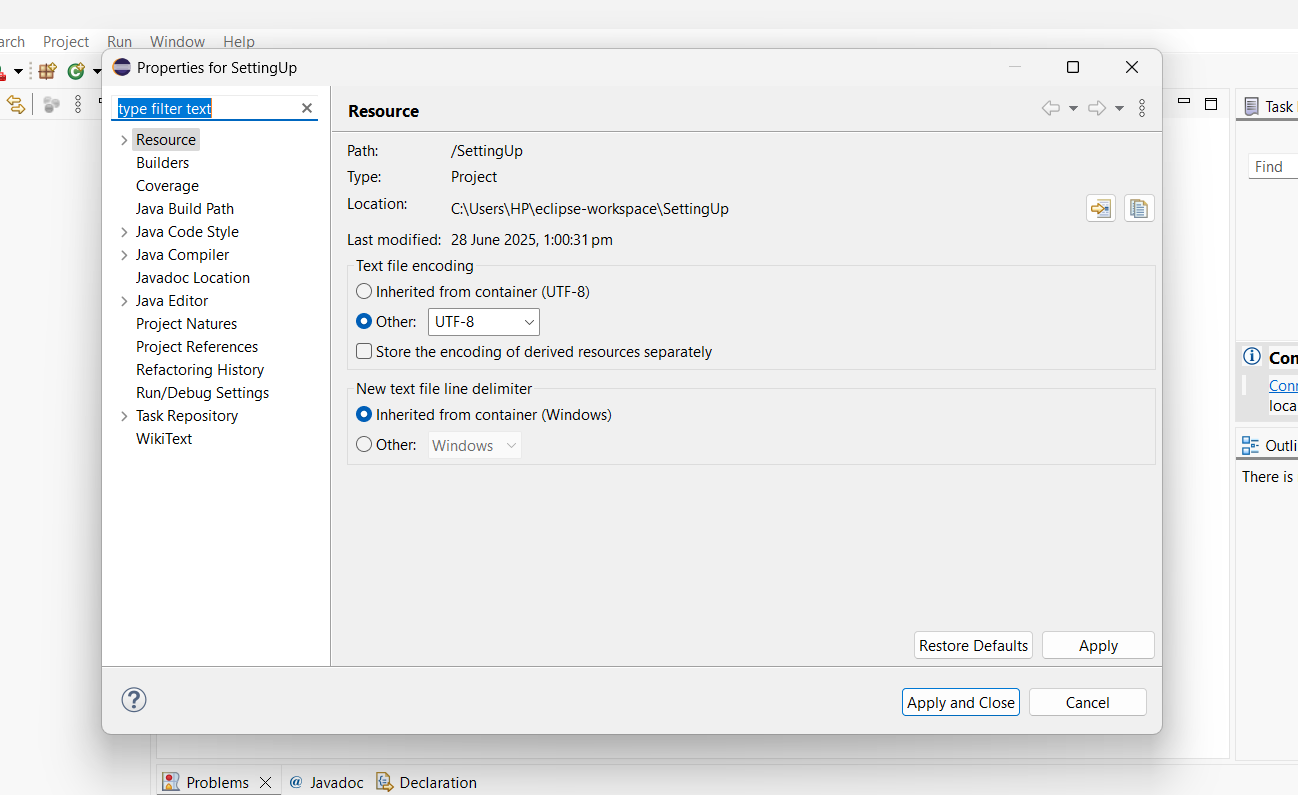 arch Project Run Window Help
Properties for SettingUp
type filter text
Resource
Builders
Coverage
Java Build Path
Java Code Style
Java Compiler
Javadoc Location
Java Editor
Project Natures
Project References
Refactoring History
Run/Debug Settings
Task Repository
WikiText
Resource
Path: /SettingUp
Type: Project
Location: C:\Users\HP\eclipse-workspace\SettingUp
Last modified: 28 June 2025, 1:00:31 pm
Text file encoding
Inherited from container (UTF-8)
Other: UTF-8
Store the encoding of derived resources separately
New text file line delimiter
Inherited from container (Windows)
Other: Windows
Restore Defaults Apply
? Apply and Close Cancel
Task
Find
Con
Conn
loca
Outli
There is
Problems @ Javadoc Declaration